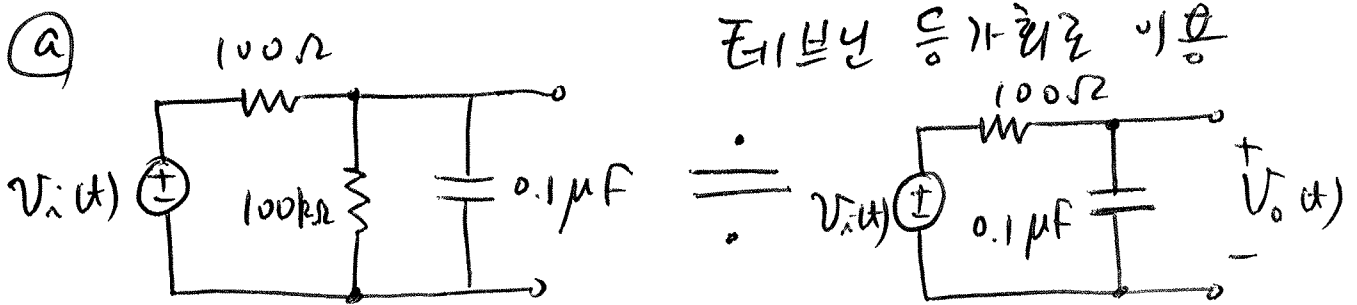 ⓐ
테브난 등가회로 이용
100Ω
100Ω
Vᵢ(t)
100kΩ
0.1μF
≑
Vᵢ(t)
0.1μF
+
V₀(t)
−